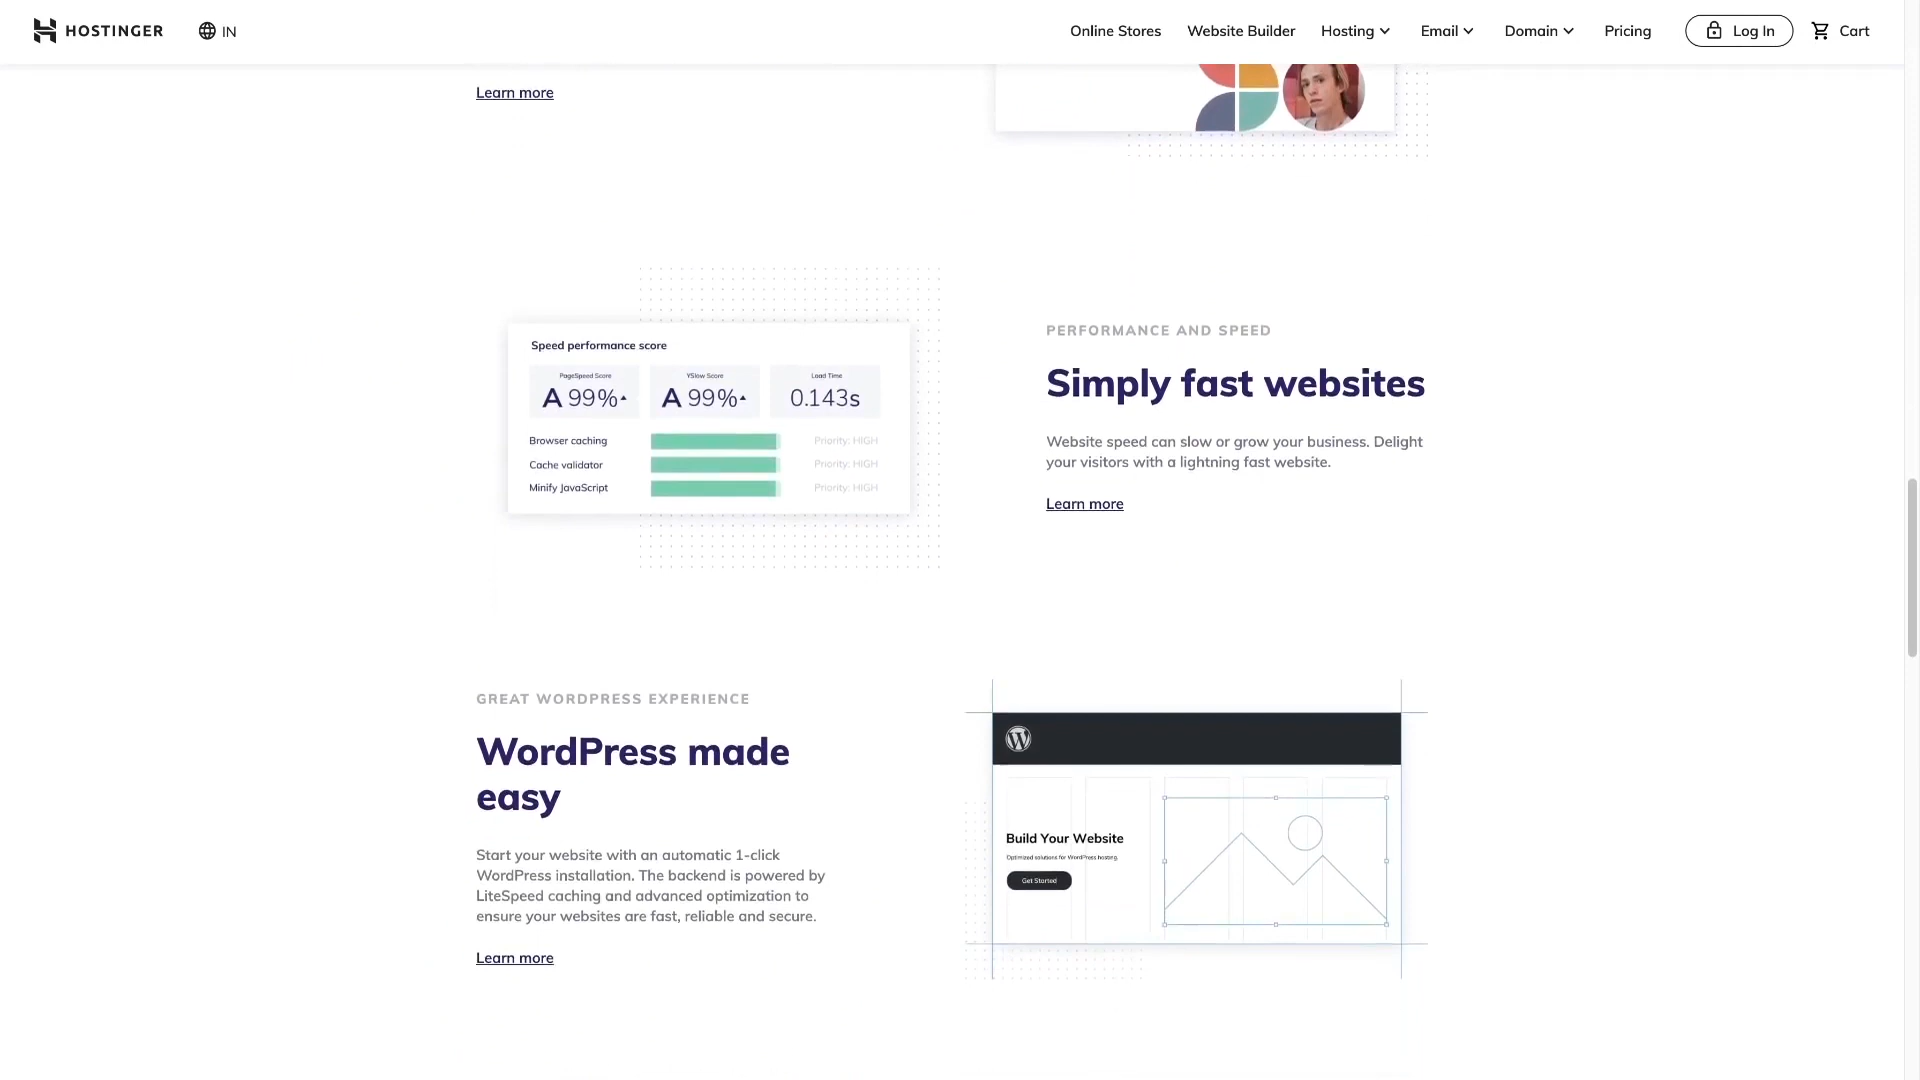 HOSTINGER
IN
Online Stores
Website Builder
Hosting
Email
Domain
Pricing
Log In
Cart
Learn more
Speed performance score
PageSpeed Score
YSlow Score
Load Time
A 99%
A 99%
0.143s
Browser caching
Priority: HIGH
Cache validator
Priority: HIGH
Minify JavaScript
Priority: HIGH
PERFORMANCE AND SPEED
Simply fast websites
Website speed can slow or grow your business. Delight
your visitors with a lightning fast website.
Learn more
GREAT WORDPRESS EXPERIENCE
WordPress made
easy
Start your website with an automatic 1-click
WordPress installation. The backend is powered by
LiteSpeed caching and advanced optimization to
ensure your websites are fast, reliable and secure.
Learn more
Build Your Website
Optimized solutions for WordPress hosting.
Get Started